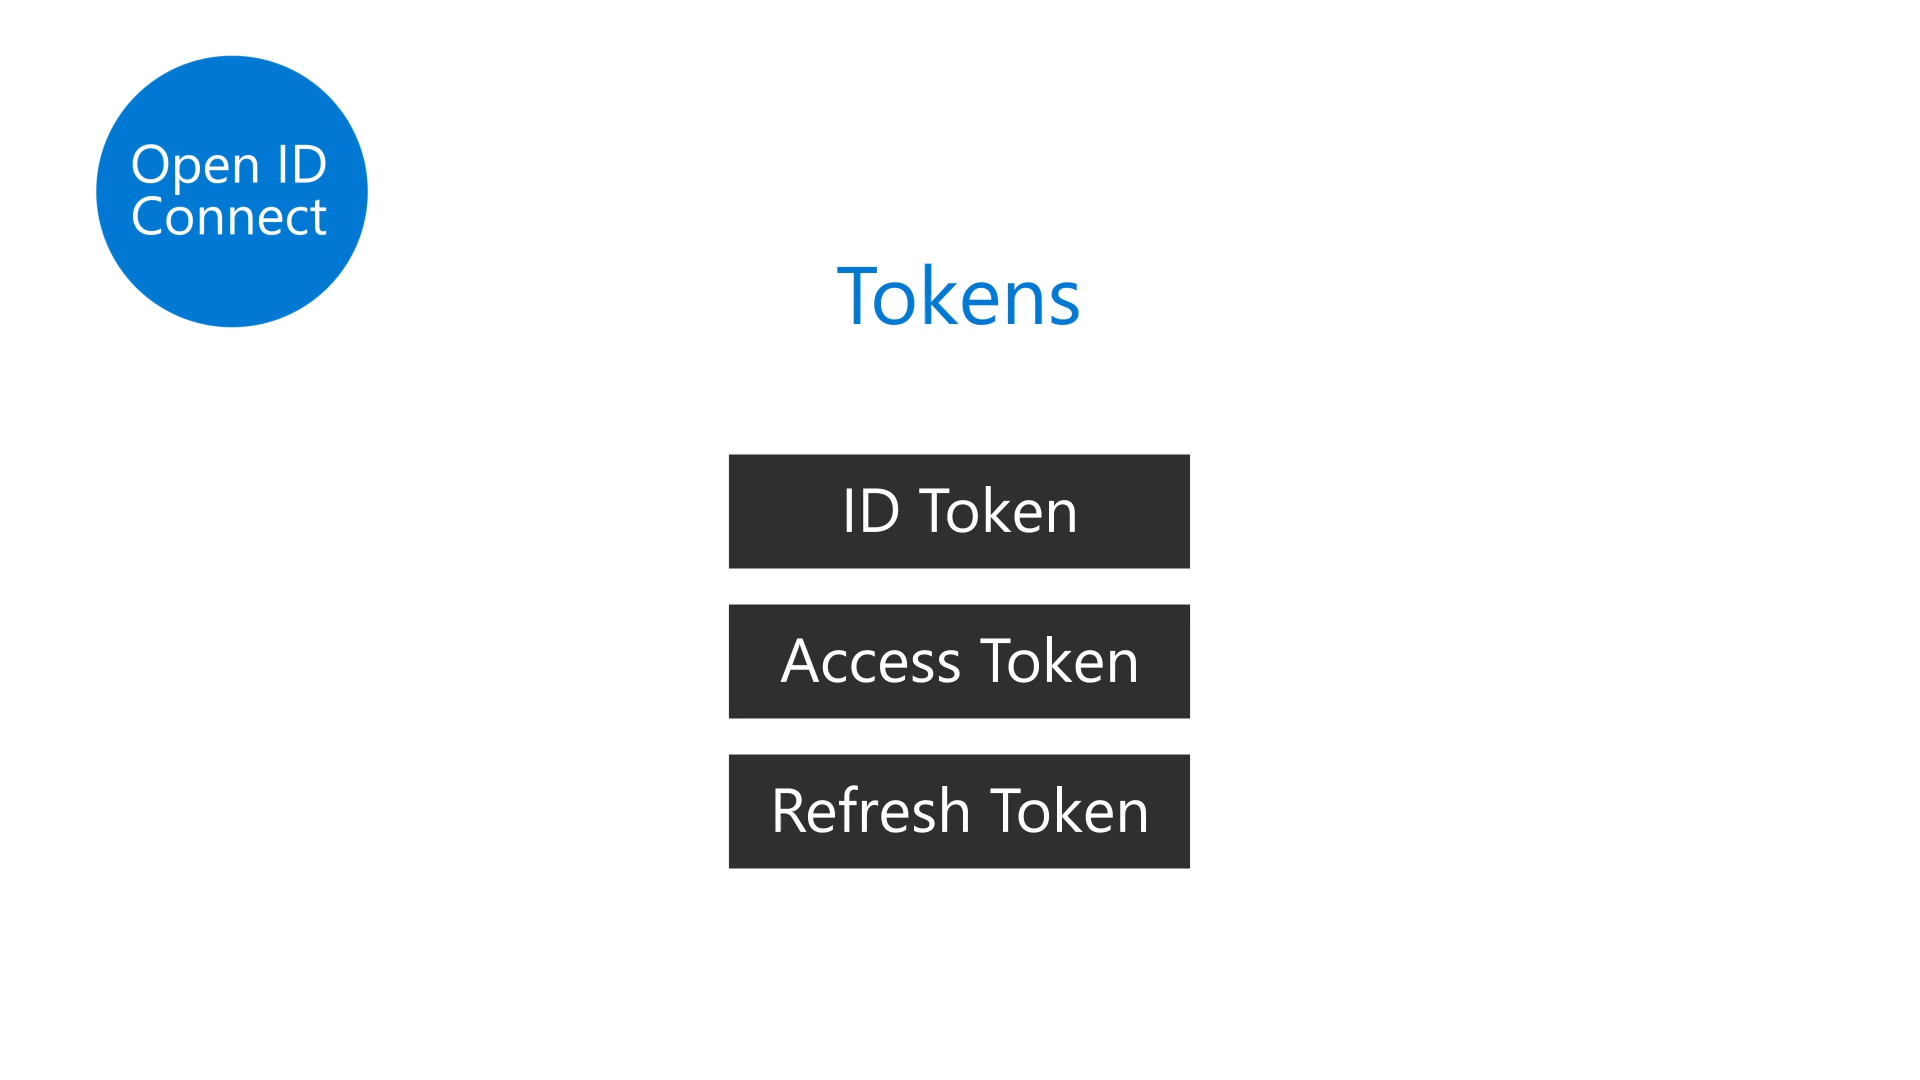 Open ID
Connect
Tokens
ID Token
Access Token
Refresh Token